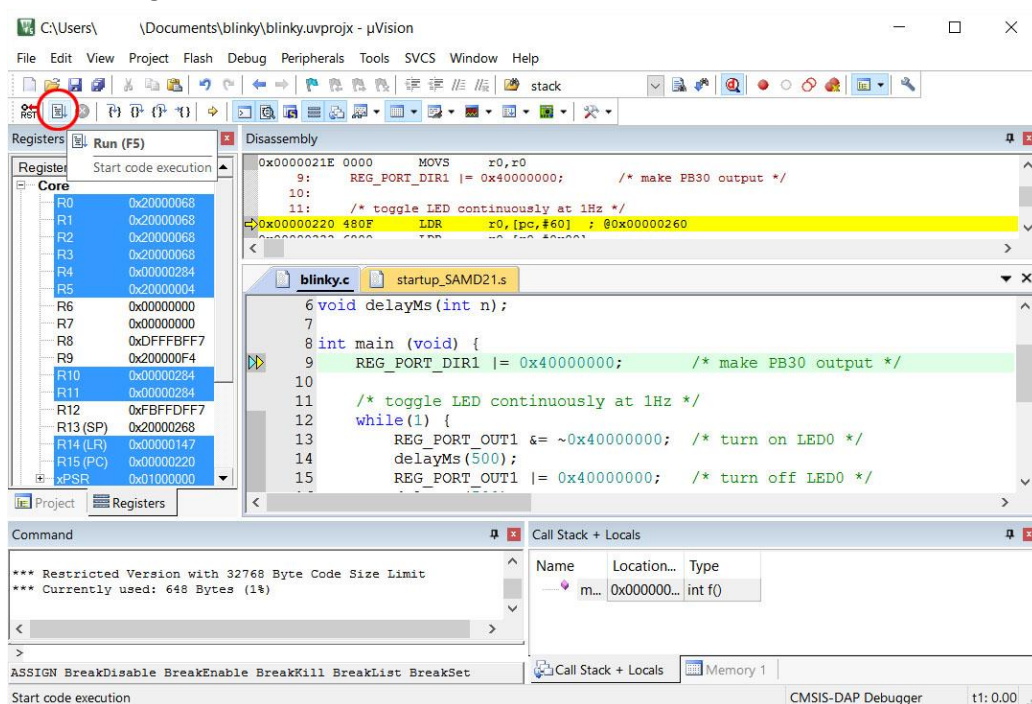 C:\Users\ \Documents\blinky\blinky.uvprojx - µVision
File Edit View Project Flash Debug Peripherals Tools SVCS Window Help
stack
RST
Registers
Run (F5)
Start code execution
Register
Core
R0 0x20000068
R1 0x20000068
R2 0x20000068
R3 0x20000068
R4 0x00000284
R5 0x20000004
R6 0x00000000
R7 0x00000000
R8 0xDFFFBFF7
R9 0x200000F4
R10 0x00000284
R11 0x00000284
R12 0xFBFFDFF7
R13 (SP) 0x20000268
R14 (LR) 0x00000147
R15 (PC) 0x00000220
xPSR 0x01000000
Project Registers
Disassembly
0x0000021E 0000 MOVS r0,r0
9: REG_PORT_DIR1 |= 0x40000000; /* make PB30 output */
10:
11: /* toggle LED continuously at 1Hz */
0x00000220 480F LDR r0,[pc,#60] ; @0x00000260
0x00000222 6800 LDR r0,[r0,#0x00]
blinky.c startup_SAMD21.s
6 void delayMs(int n);
7
8 int main (void) {
9 REG_PORT_DIR1 |= 0x40000000; /* make PB30 output */
10
11 /* toggle LED continuously at 1Hz */
12 while(1) {
13 REG_PORT_OUT1 &= ~0x40000000; /* turn on LED0 */
14 delayMs(500);
15 REG_PORT_OUT1 |= 0x40000000; /* turn off LED0 */
Command
*** Restricted Version with 32768 Byte Code Size Limit
*** Currently used: 648 Bytes (1%)
>
ASSIGN BreakDisable BreakEnable BreakKill BreakList BreakSet
Call Stack + Locals
Name Location... Type
m... 0x000000... int f()
Call Stack + Locals Memory 1
Start code execution CMSIS-DAP Debugger t1: 0.00